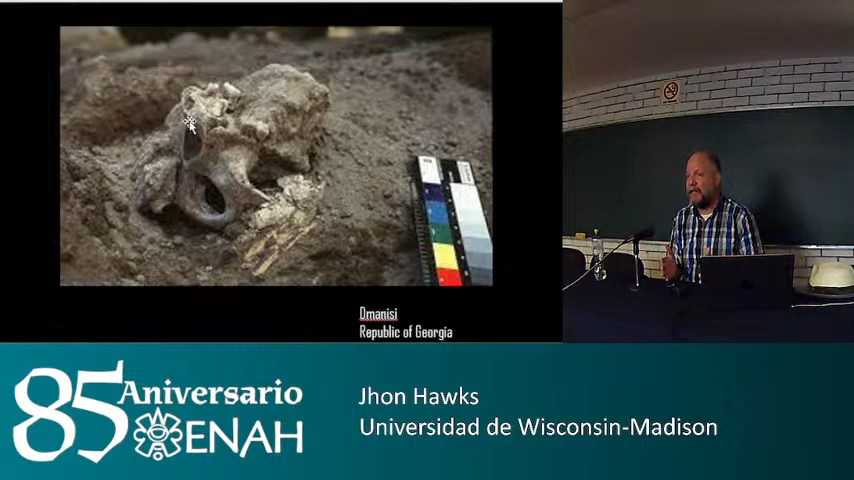 Dmanisi
Republic of Georgia
85 Aniversario
ENAH
Jhon Hawks
Universidad de Wisconsin-Madison